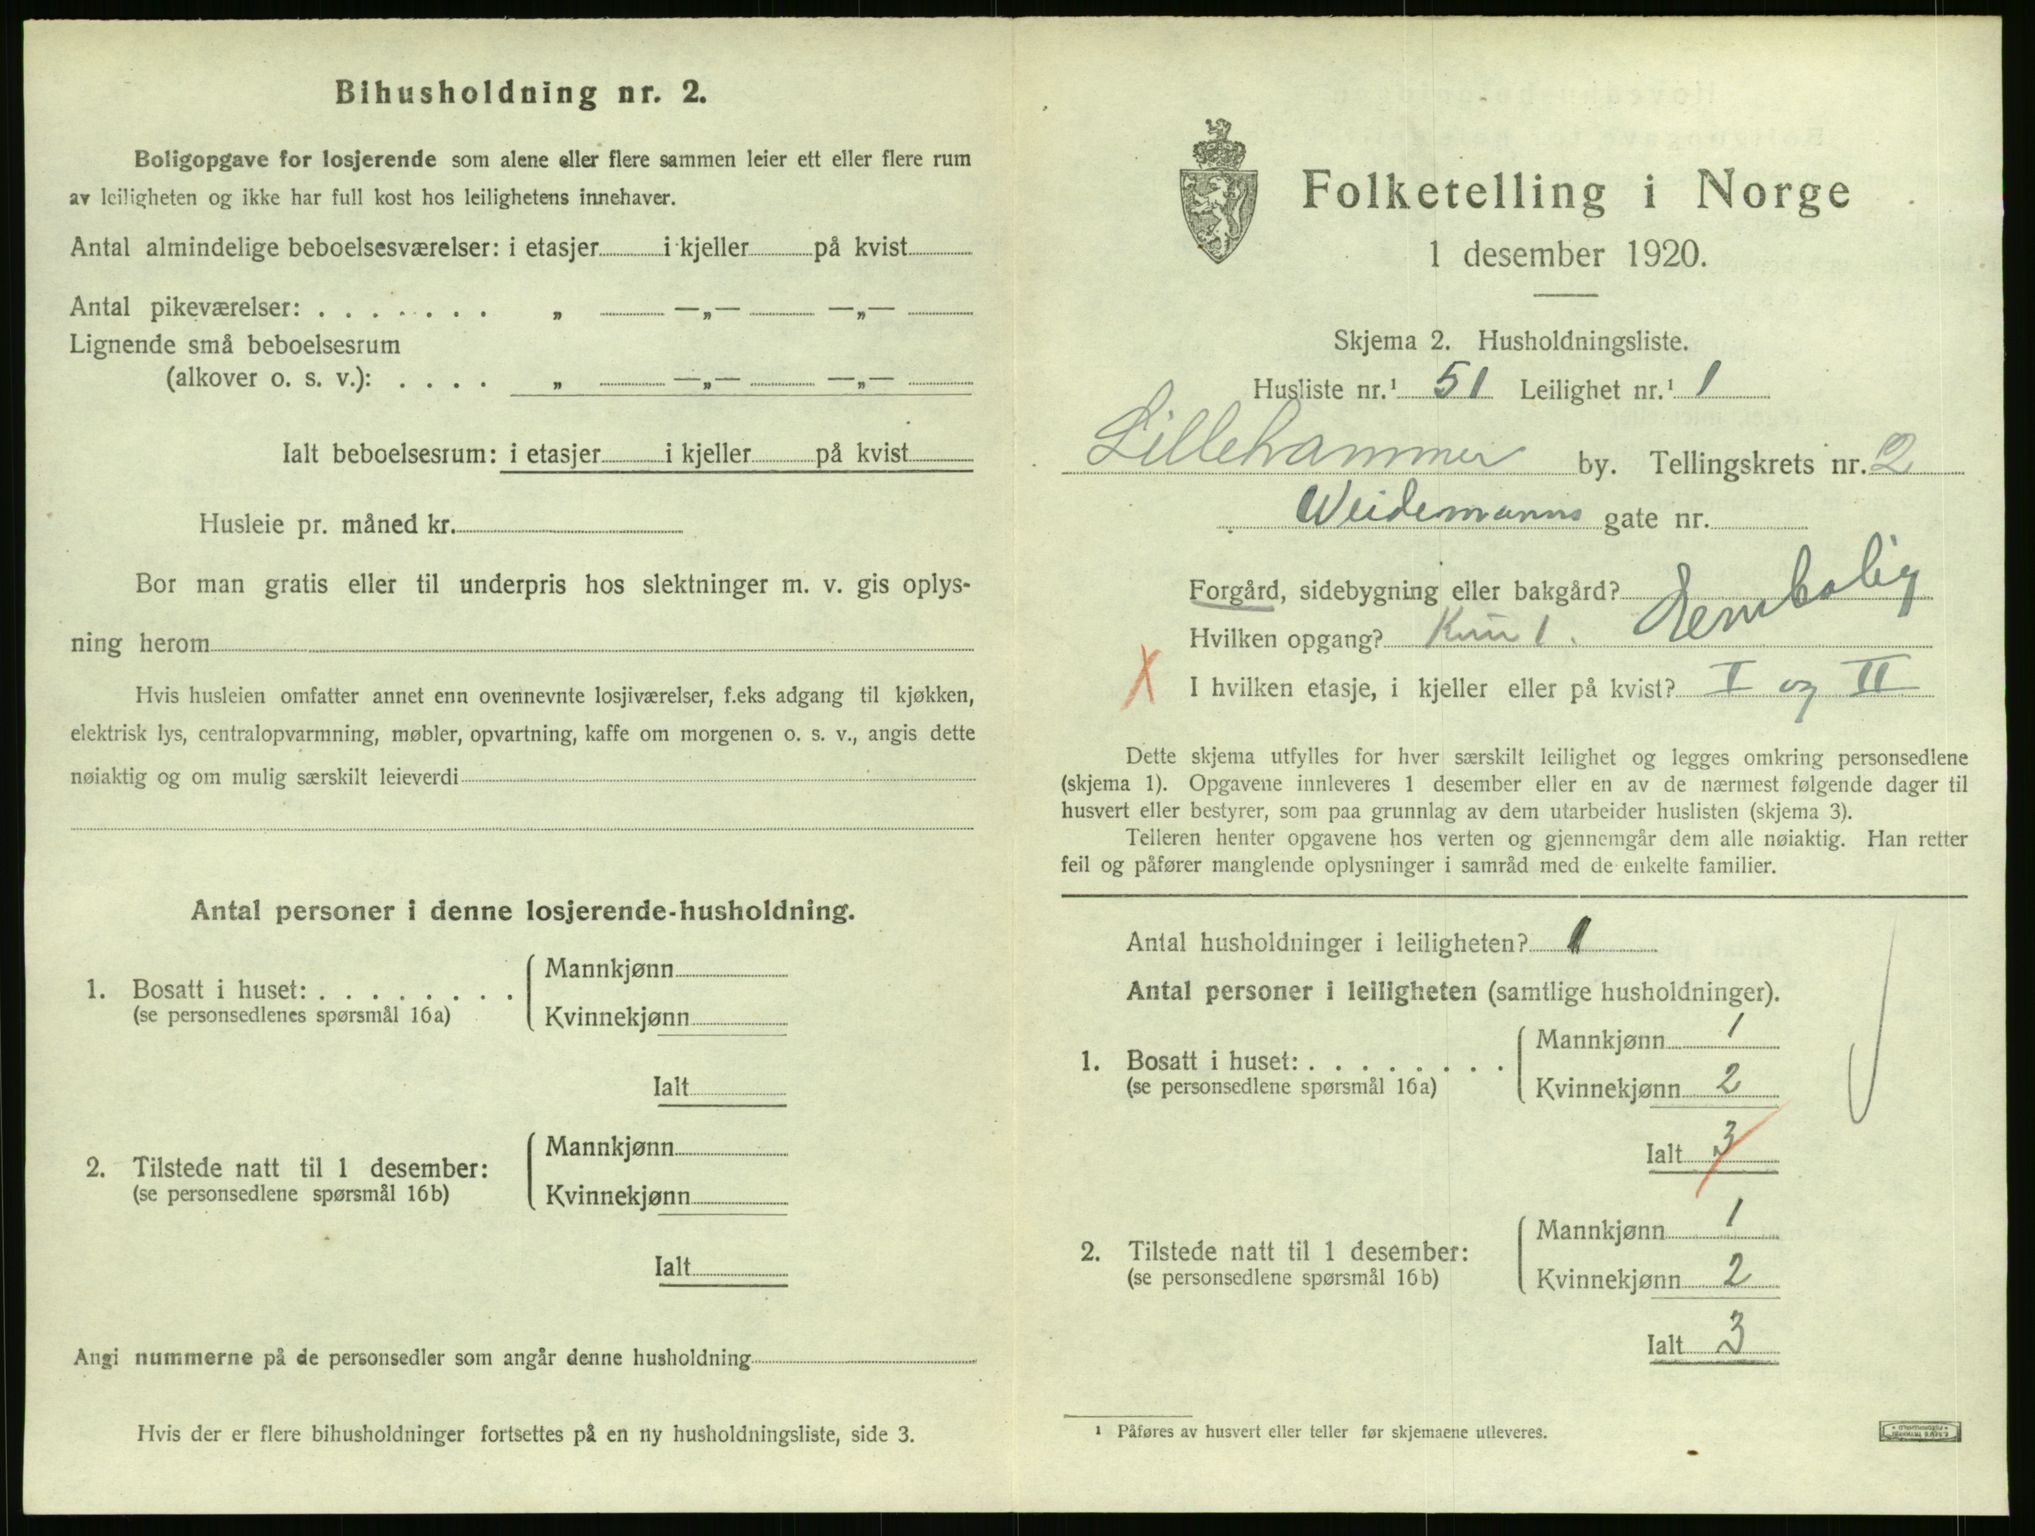 Bihusholdning nr. 2.
Boligopgave for losjerende som alene eller flere sammen leier ett eller flere rum
av leiligheten og ikke har full kost hos leilighetens innehaver.
Antal almindelige beboelsesværelser: i etasjer i kjeller på kvist
Antal pikeværelser: . . . . . . . „ —„— —„—
Lignende små beboelsesrum
(alkover o. s. v.): . . . . „ —„— —„—
Ialt beboelsesrum: i etasjer i kjeller på kvist
Husleie pr. måned kr.
Bor man gratis eller til underpris hos slektninger m. v. gis oplys-
ning herom
Hvis husleien omfatter annet enn ovennevnte losjiværelser, f.eks adgang til kjøkken,
elektrisk lys, centralopvarmning, møbler, opvartning, kaffe om morgenen o. s. v., angis dette
nøiaktig og om mulig særskilt leieverdi
Antal personer i denne losjerende-husholdning.
1. Bosatt i huset: . . . . . . . .
(se personsedlenes spørsmål 16a)
Mannkjønn
Kvinnekjønn
Ialt
2. Tilstede natt til 1 desember:
(se personsedlene spørsmål 16b)
Mannkjønn
Kvinnekjønn
Ialt
Angi nummerne på de personsedler som angår denne husholdning
Hvis der er flere bihusholdninger fortsettes på en ny husholdningsliste, side 3.
Folketelling i Norge
1 desember 1920.
Skjema 2. Husholdningsliste.
Husliste nr.¹ 51 Leilighet nr.¹ 1
Lillehammer by. Tellingskrets nr. 2
Weidemanns gate nr.
Forgård, sidebygning eller bakgård?
Hvilken opgang? Kun 1.
X I hvilken etasje, i kjeller eller på kvist? I og II
Dette skjema utfylles for hver særskilt leilighet og legges omkring personsedlene
(skjema 1). Opgavene innleveres 1 desember eller en av de nærmest følgende dager til
husvert eller bestyrer, som paa grunnlag av dem utarbeider huslisten (skjema 3).
Telleren henter opgavene hos verten og gjennemgår dem alle nøiaktig. Han retter
feil og påfører manglende oplysninger i samråd med de enkelte familier.
Antal husholdninger i leiligheten? 1
Antal personer i leiligheten (samtlige husholdninger).
1. Bosatt i huset: . . . . . . . .
(se personsedlene spørsmål 16a)
Mannkjønn 1
Kvinnekjønn 2
Ialt 3
2. Tilstede natt til 1 desember:
(se personsedlene spørsmål 16b)
Mannkjønn 1
Kvinnekjønn 2
Ialt 3
¹ Påføres av husvert eller teller før skjemaene utleveres.